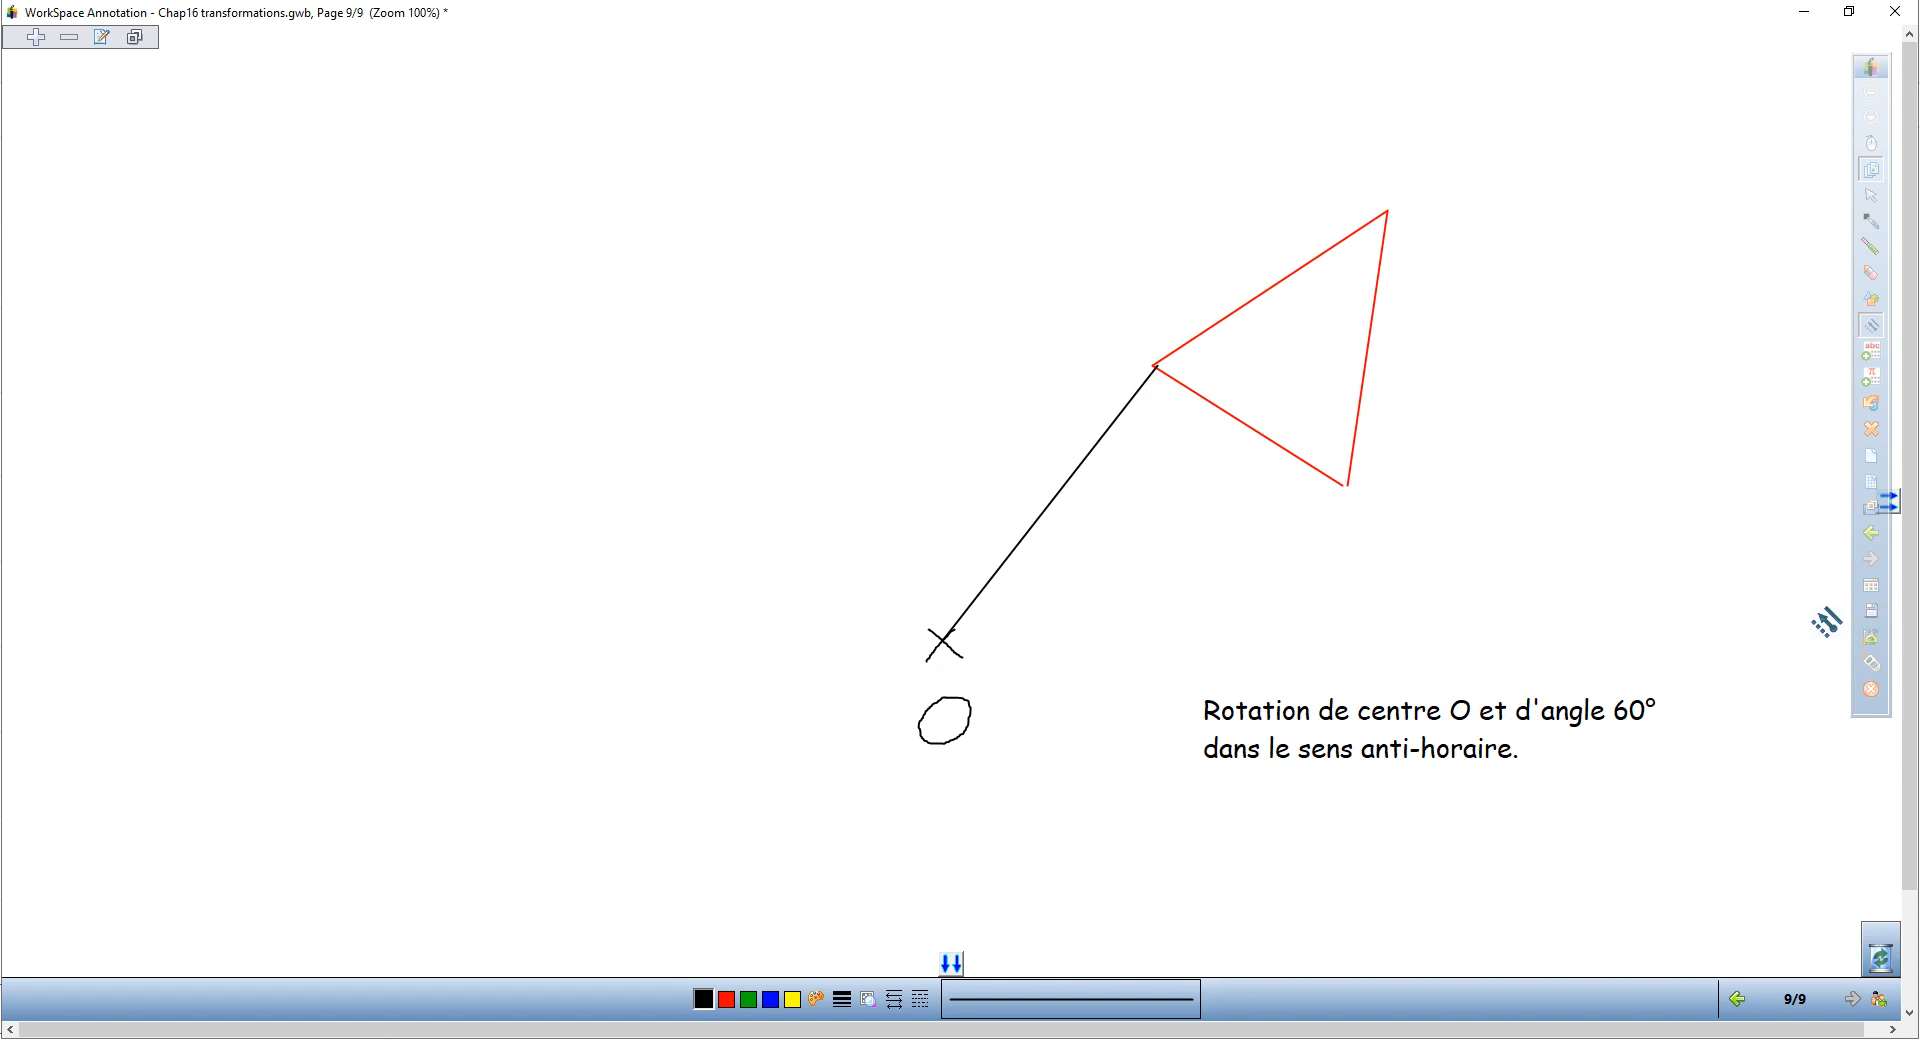 WorkSpace Annotation - Chap16 transformations.gwb, Page 9/9 (Zoom 100%) *
abc
π
O
Rotation de centre O et d'angle 60°
dans le sens anti-horaire.
9/9